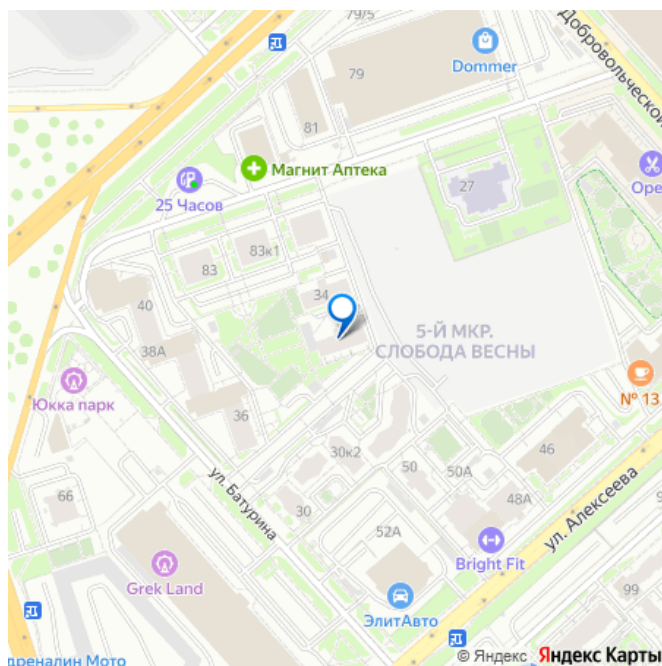 79/5
Добровольческой
Dommer
79
81
Магнит Аптека
27
25 Часов
83к1
83
34
40
5-Й МКР.
СЛОБОДА ВЕСНЫ
38А
№ 13
Юкка парк
36
46
30к2
50
50А
ул. Батурина
66
48А
ул. Алексеева
30
52А
Bright Fit
Grek Land
99
ЭлитАвто
дреналин Мото
© Яндекс Яндекс Карты